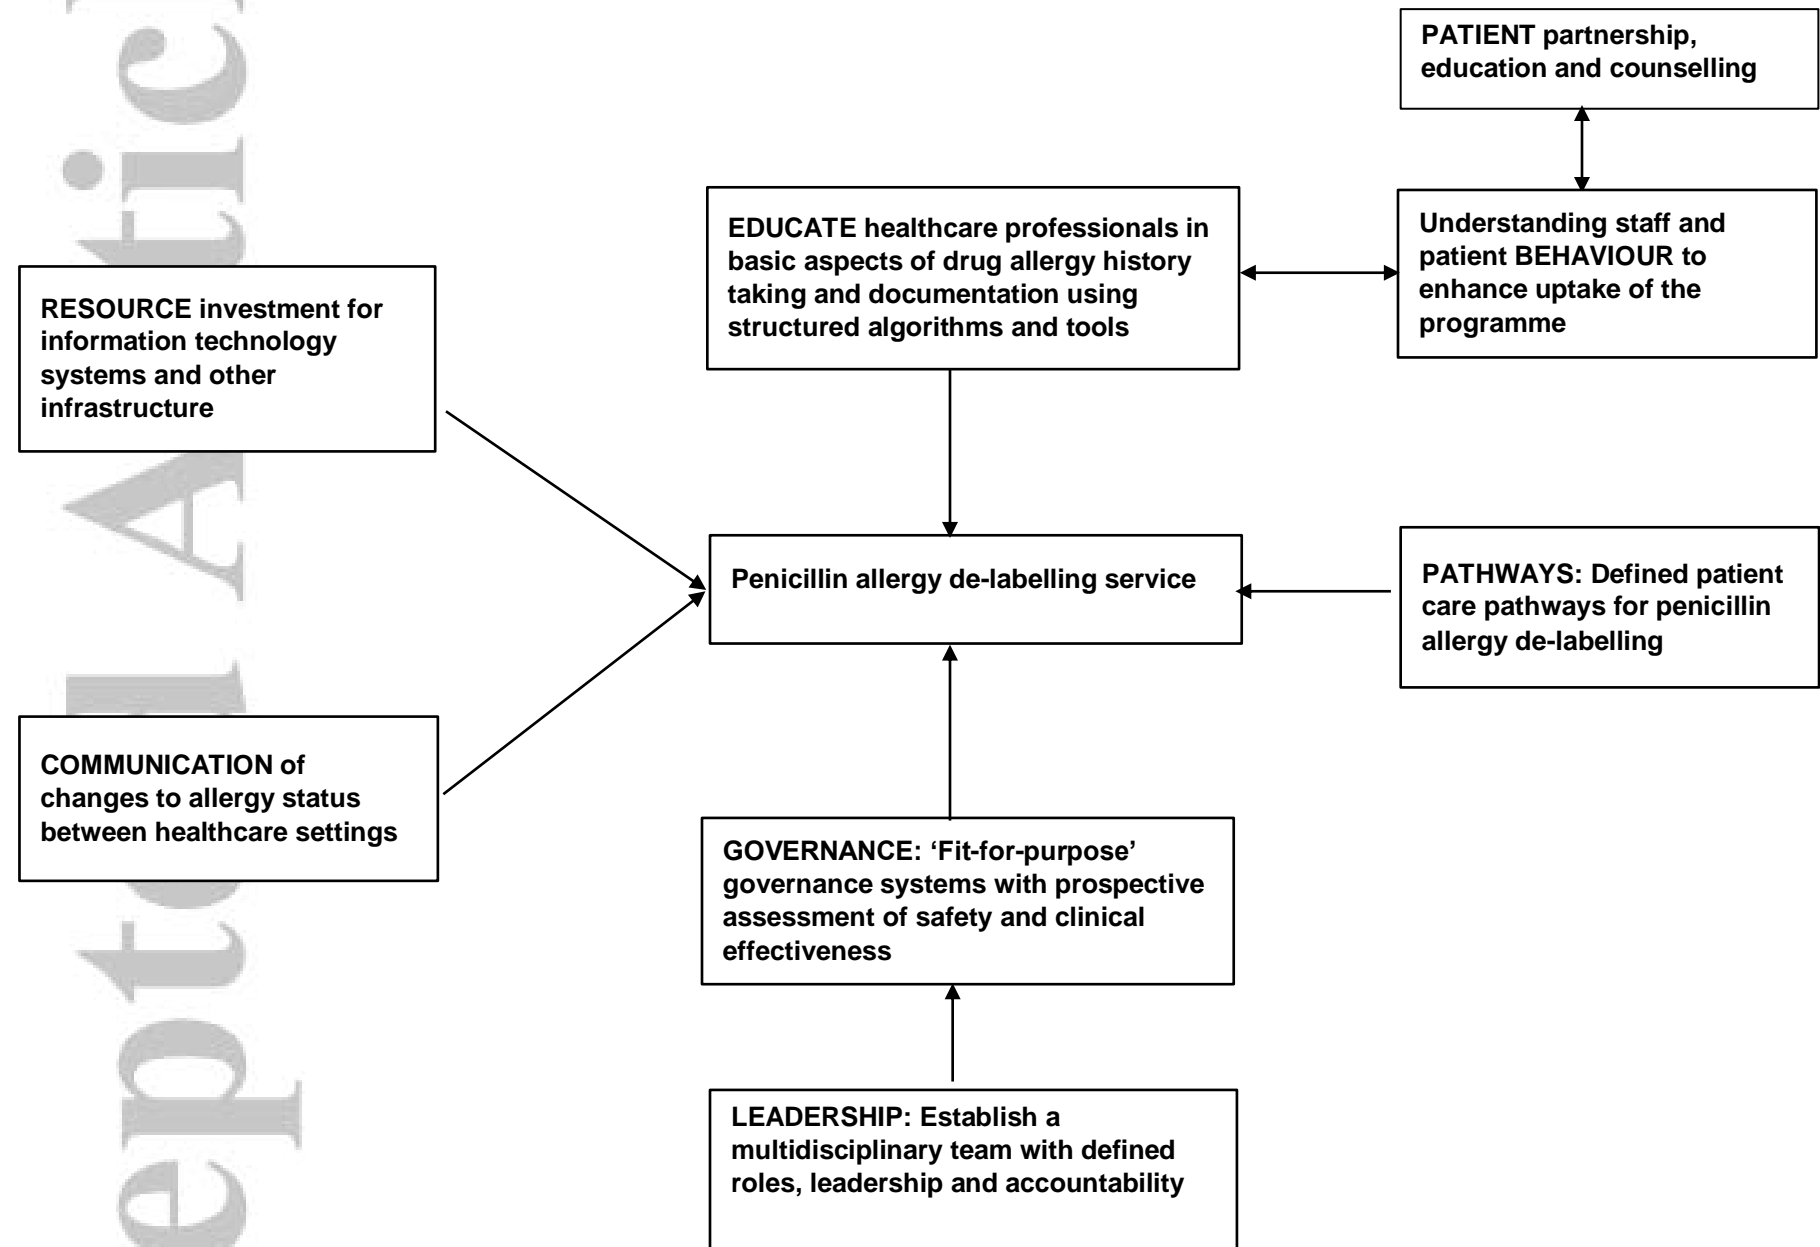 PATIENT partnership,
education and counselling
EDUCATE healthcare professionals in
basic aspects of drug allergy history
taking and documentation using
structured algorithms and tools
Understanding staff and
patient BEHAVIOUR to
enhance uptake of the
programme
RESOURCE investment for
information technology
systems and other
infrastructure
Penicillin allergy de-labelling service
PATHWAYS: Defined patient
care pathways for penicillin
allergy de-labelling
COMMUNICATION of
changes to allergy status
between healthcare settings
GOVERNANCE: ‘Fit-for-purpose’
governance systems with prospective
assessment of safety and clinical
effectiveness
LEADERSHIP: Establish a
multidisciplinary team with defined
roles, leadership and accountability